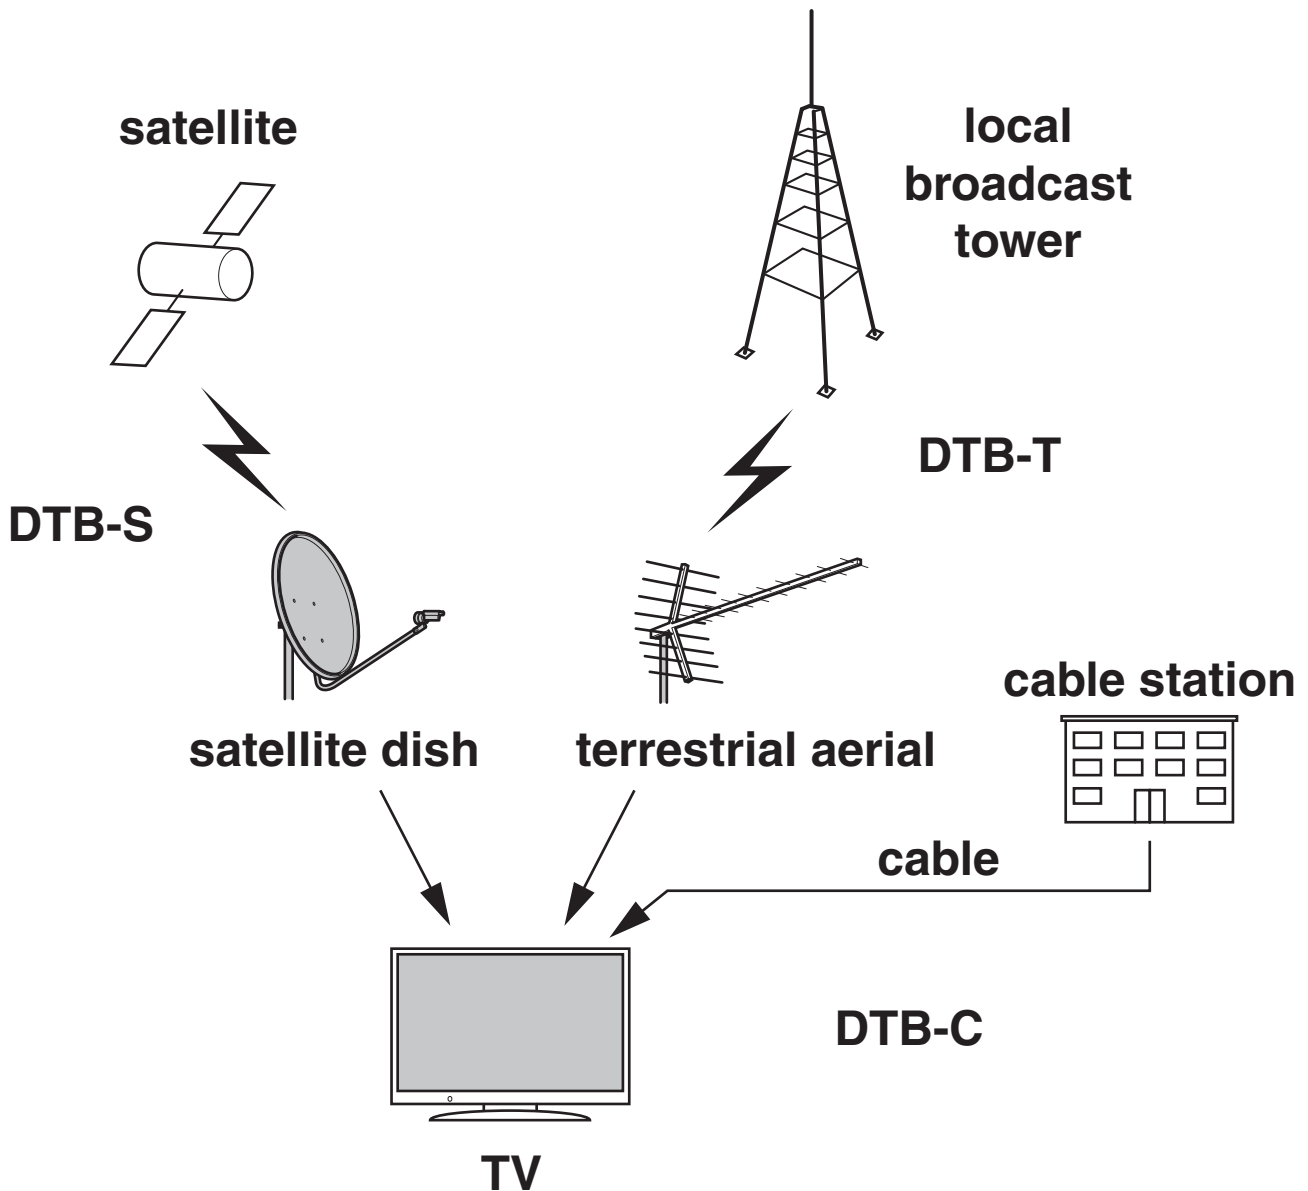 satellite
local
broadcast
tower
DTB-T
DTB-S
cable station
satellite dish
terrestrial aerial
cable
DTB-C
TV